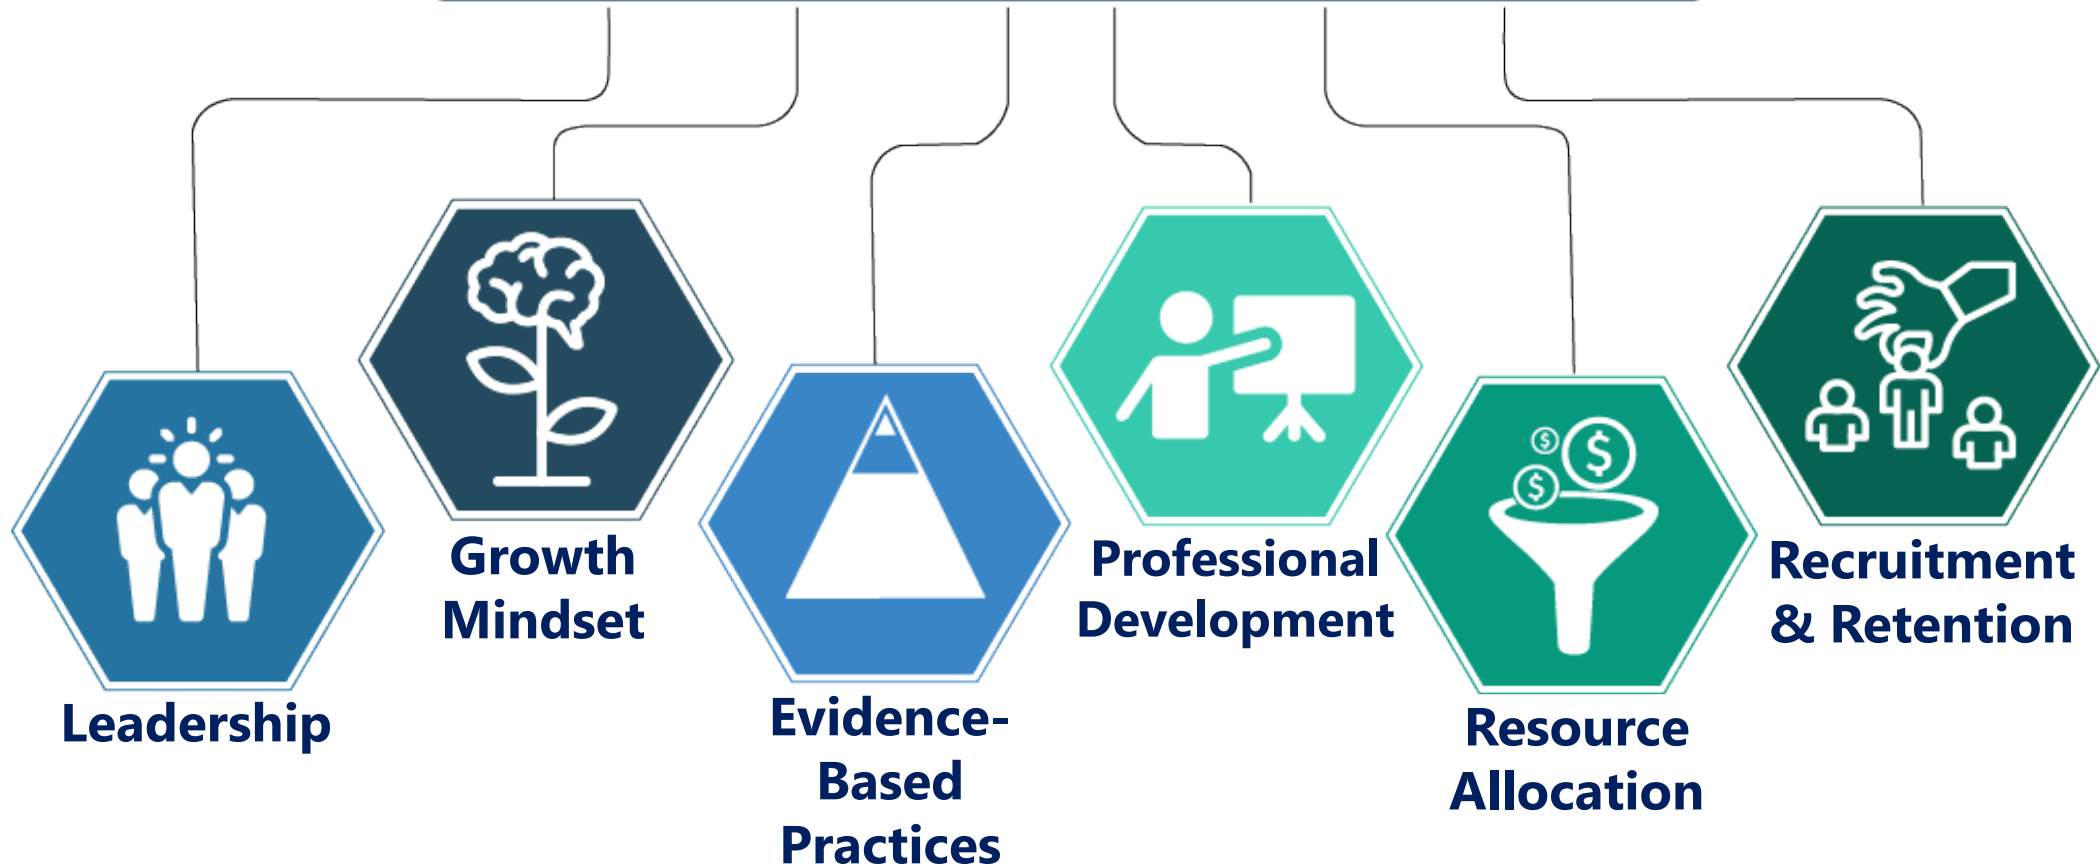 Leadership
Growth
Mindset
Evidence-
Based
Practices
Professional
Development
$
$
$
Resource
Allocation
Recruitment
& Retention